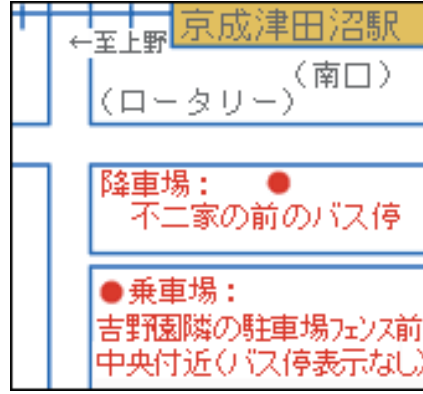 京成津田沼駅
←至上野
（南口）
（ロータリー）
降車場：
不二家の前のバス停
乗車場：
吉野園隣の駐車場フェンス前
中央付近（バス停表示なし）